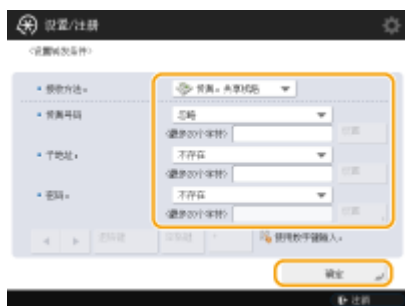 设置/注册
<设置转发条件>
接收方法:
传真、共享线路
传真号码
忽略
<最多20个字符>
设置
子地址:
不存在
<最多20个字符>
设置
密码:
不存在
<最多20个字符>
设置
使用数字键输入。
确定
注销